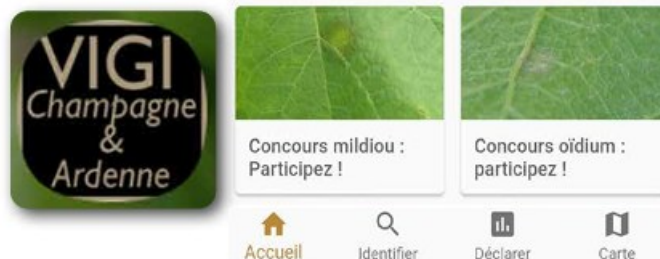 VIGI
Champagne
&
Ardenne
Concours mildiou :
Participez !
Concours oïdium :
participez !
Accueil
Identifier
Déclarer
Carte